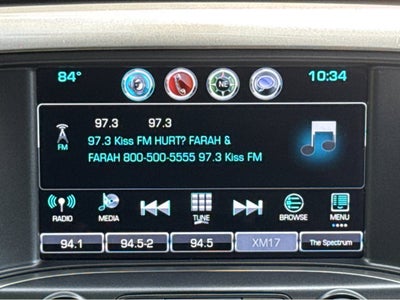 84°
NE
10:34
97.3 97.3
97.3 Kiss FM HURT? FARAH &
FARAH 800-500-5555 97.3 Kiss FM
FM
RADIO MEDIA TUNE BROWSE MENU
94.1 94.5-2 94.5 XM17 The Spectrum